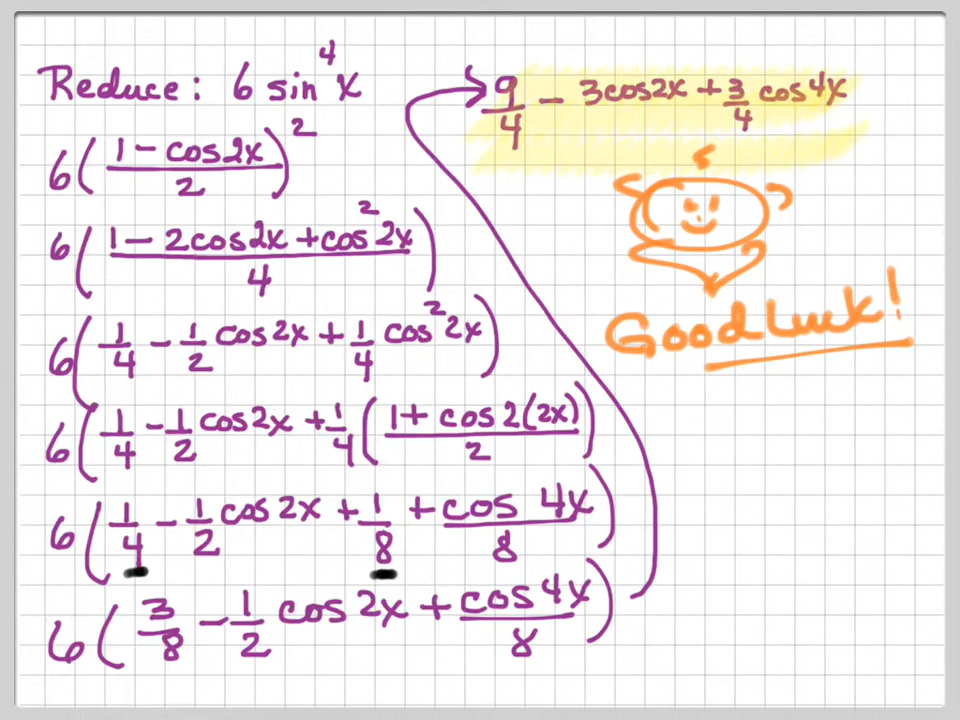 Reduce: 6 sin⁴x
6((1 - cos2x)/2)²
6((1 - 2cos2x + cos²2x)/4)
6(1/4 - 1/2 cos2x + 1/4 cos²2x)
6(1/4 - 1/2 cos2x + 1/4((1 + cos2(2x))/2))
6(1/4 - 1/2 cos2x + 1/8 + cos 4x/8)
6(3/8 - 1/2 cos2x + cos4x/8)
9/4 - 3cos2x + 3/4 cos4x
Good Luck!